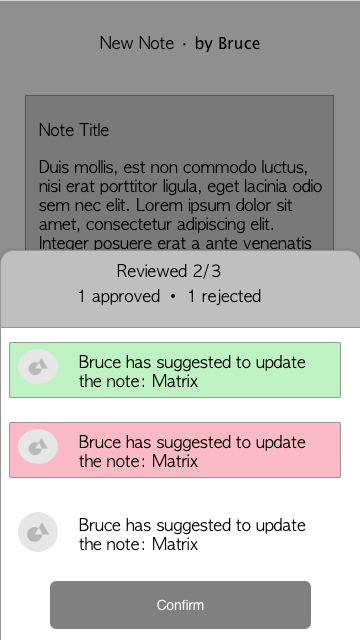 New Note · by Bruce
Note Title
Duis mollis, est non commodo luctus,
nisi erat porttitor ligula, eget lacinia odio
sem nec elit. Lorem ipsum dolor sit
amet, consectetur adipiscing elit.
Integer posuere erat a ante venenatis
Reviewed 2/3
1 approved • 1 rejected
Bruce has suggested to update
the note: Matrix
Bruce has suggested to update
the note: Matrix
Bruce has suggested to update
the note: Matrix
Confirm